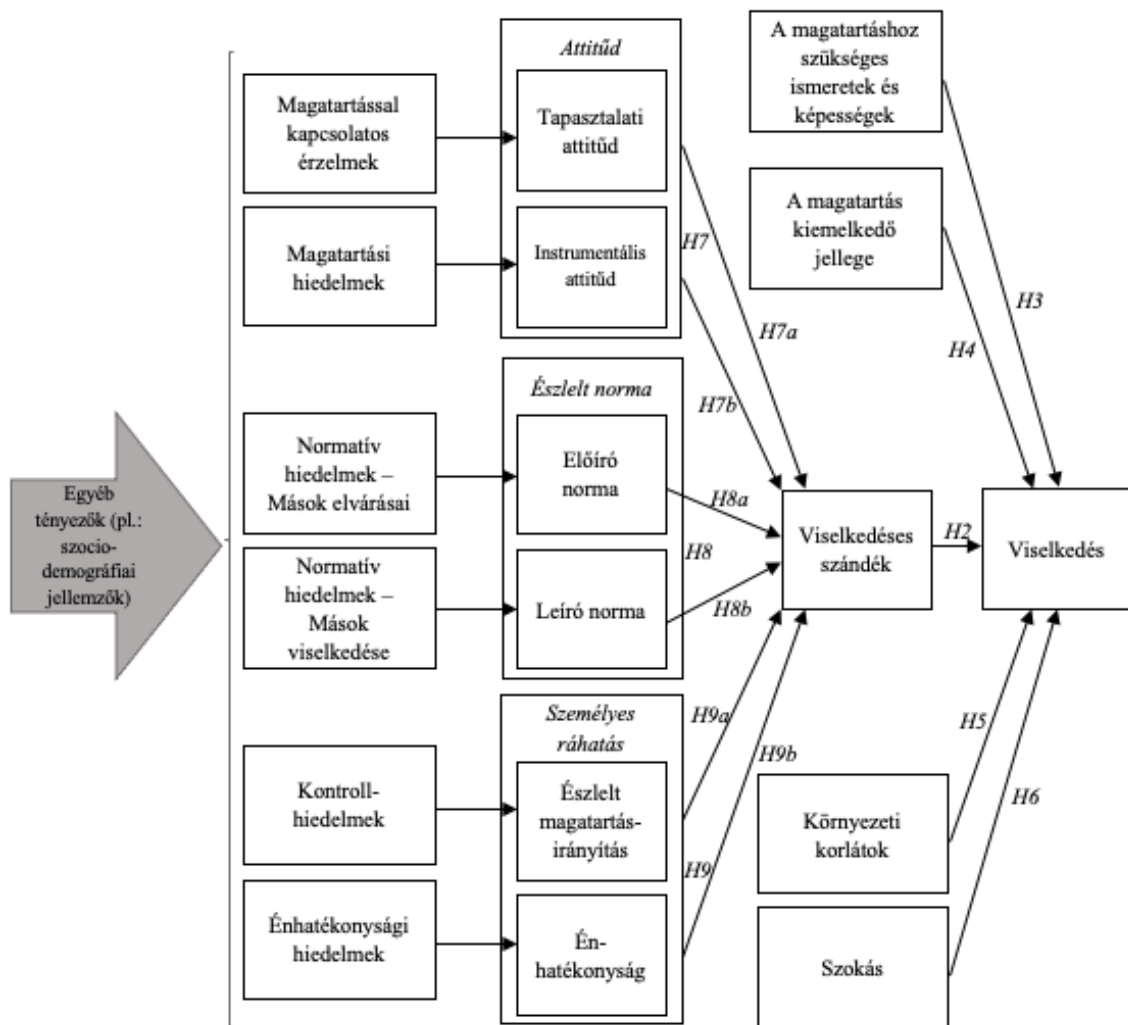 Egyéb
tényezők (pl.:
szocio-
demográfiai
jellemzők)
Magatartással
kapcsolatos
érzelmek
Magatartási
hiedelmek
Normatív
hiedelmek –
Mások elvárásai
Normatív
hiedelmek –
Mások
viselkedése
Kontroll-
hiedelmek
Énhatékonysági
hiedelmek
Attitűd
Tapasztalati
attitűd
Instrumentális
attitűd
Észlelt norma
Előíró
norma
Leíró norma
Személyes
ráhatás
Észlelt
magatartás-
irányítás
Én-
hatékonyság
H7
H7a
H7b
H8a
H8
H8b
H9a
H9b
H9
A magatartáshoz
szükséges
ismeretek és
képességek
A magatartás
kiemelkedő
jellege
H3
H4
Viselkedéses
szándék
H2
Viselkedés
H5
H6
Környezeti
korlátok
Szokás